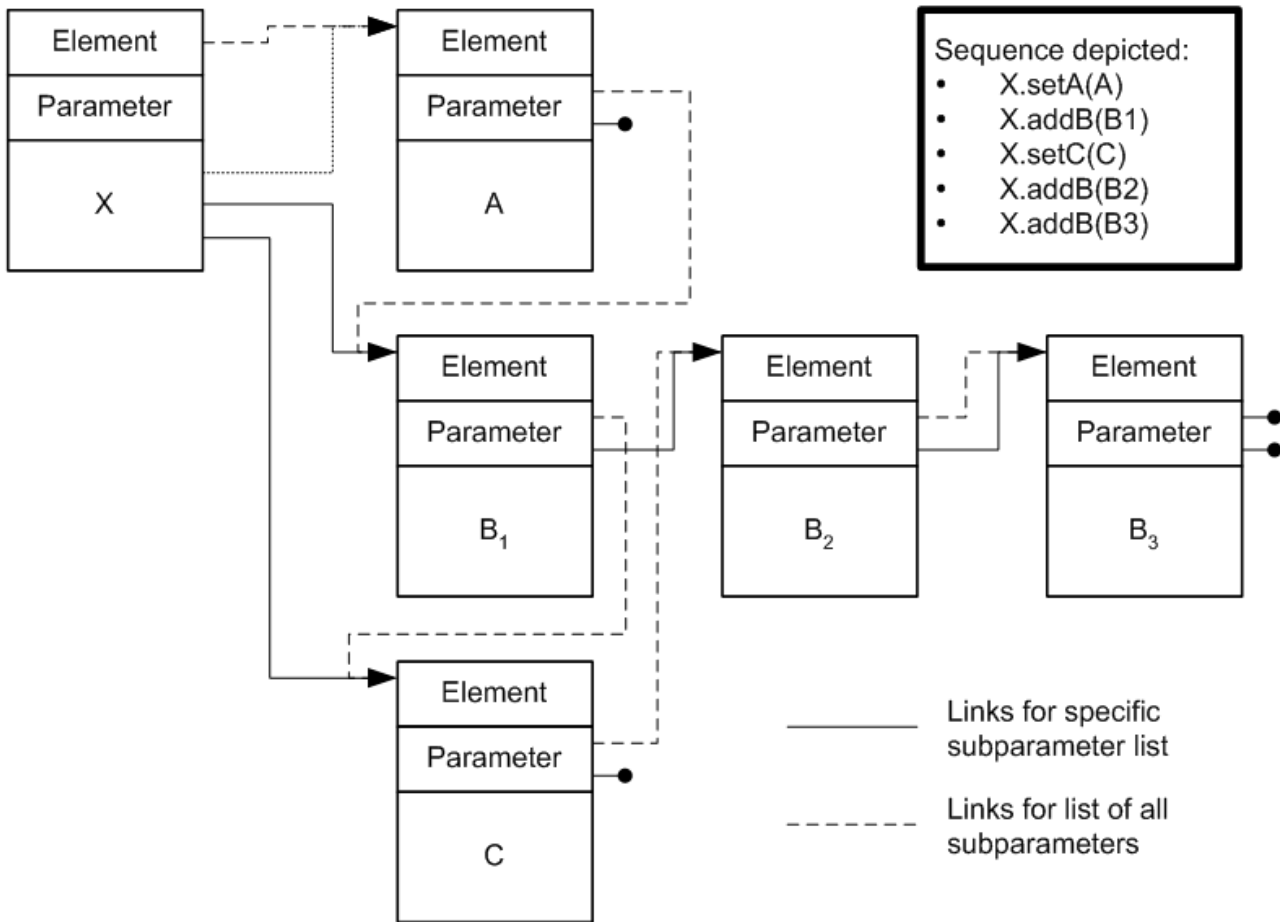 Element
Parameter
X
Element
Parameter
A
Sequence depicted:
• X.setA(A)
• X.addB(B1)
• X.setC(C)
• X.addB(B2)
• X.addB(B3)
Element
Parameter
B₁
Element
Parameter
B₂
Element
Parameter
B₃
Element
Parameter
C
Links for specific
subparameter list
Links for list of all
subparameters